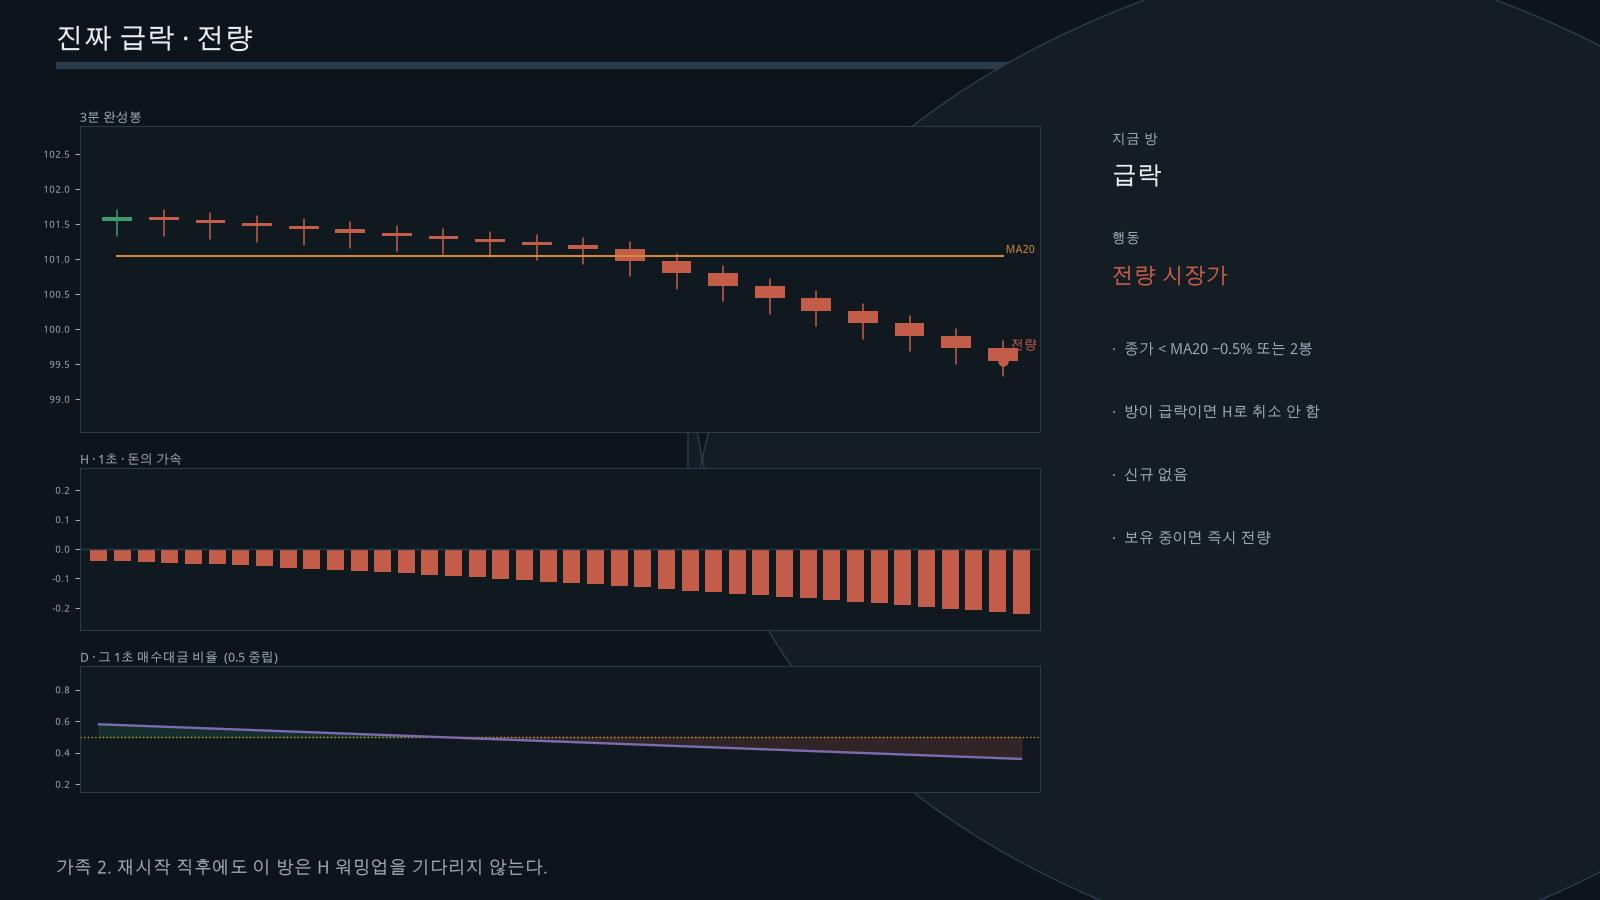 진짜 급락 · 전량
3분 완성봉
102.5
102.0
101.5
101.0
100.5
100.0
99.5
99.0
MA20
전량
H · 1초 · 돈의 가속
0.2
0.1
0.0
-0.1
-0.2
D · 그 1초 매수대금 비율 (0.5 중립)
0.8
0.6
0.4
0.2
지금 방
급락
행동
전량 시장가
· 종가 < MA20 −0.5% 또는 2봉
· 방이 급락이면 H로 취소 안 함
· 신규 없음
· 보유 중이면 즉시 전량
가족 2. 재시작 직후에도 이 방은 H 워밍업을 기다리지 않는다.